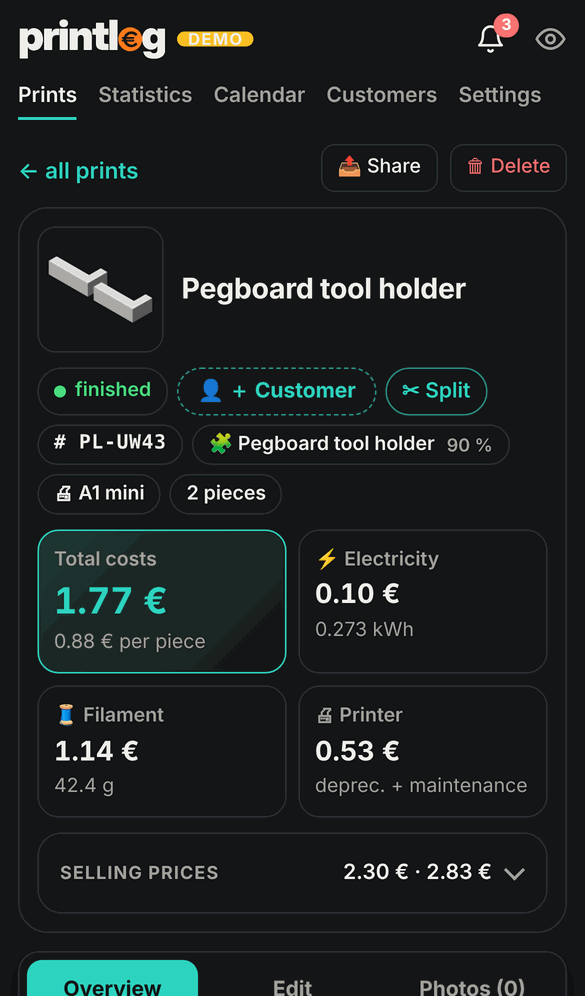 printl€g DEMO 3
Prints Statistics Calendar Customers Settings
← all prints 📤 Share 🗑 Delete
Pegboard tool holder
● finished 👤 + Customer ✂ Split
# PL-UW43 🧩 Pegboard tool holder 90 %
🖨 A1 mini 2 pieces
Total costs
1.77 €
0.88 € per piece
⚡ Electricity
0.10 €
0.273 kWh
🧵 Filament
1.14 €
42.4 g
🖨 Printer
0.53 €
deprec. + maintenance
SELLING PRICES 2.30 € · 2.83 €
Overview Edit Photos (0)